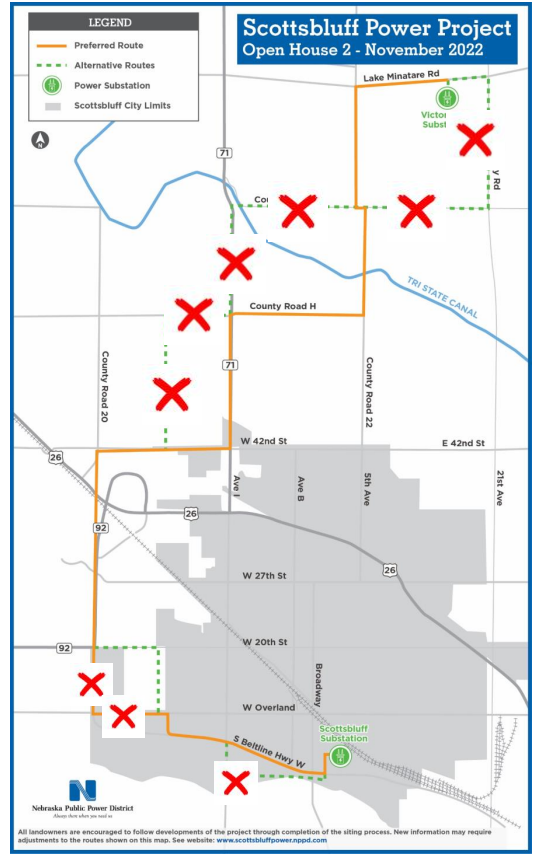 LEGEND
Preferred Route
Alternative Routes
Power Substation
Scottsbluff City Limits
Scottsbluff Power Project
Open House 2 - November 2022
Lake Minatare Rd
Subst
N
71
y Rd
TRI STATE CANAL
County Road H
71
County Road 20
County Road 22
W 42nd St
E 42nd St
26
Ave I
Ave B
5th Ave
21st Ave
26
92
26
W 27th St
92
W 20th St
Broadway
W Overland
Scottsbluff
Substation
S Beltline Hwy W
N
Nebraska Public Power District
Always there when you need us
All landowners are encouraged to follow developments of the project through completion of the siting process. New information may require
adjustments to the routes shown on this map. See website: www.scottsbluffpower.nppd.com